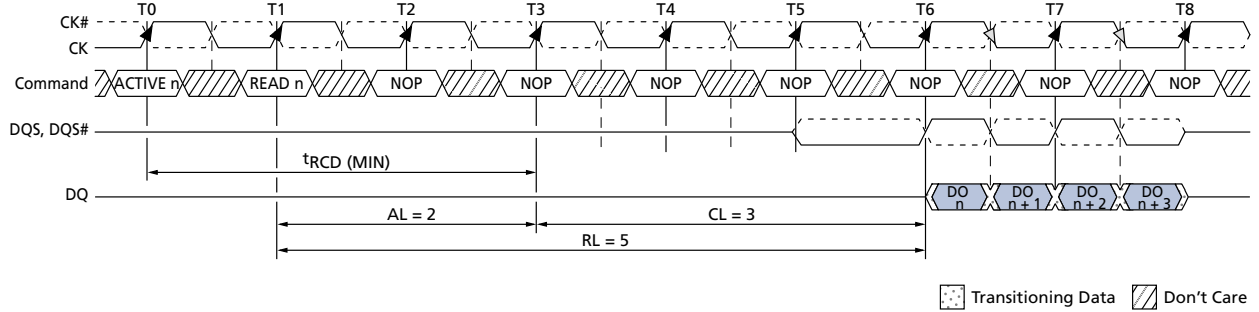 T0 T1 T2 T3 T4 T5 T6 T7 T8
CK#
CK
Command ACTIVE n READ n NOP NOP NOP NOP NOP NOP NOP
DQS, DQS#
tRCD (MIN)
DQ DO n DO n + 1 DO n + 2 DO n + 3
AL = 2 CL = 3
RL = 5
Transitioning Data Don't Care